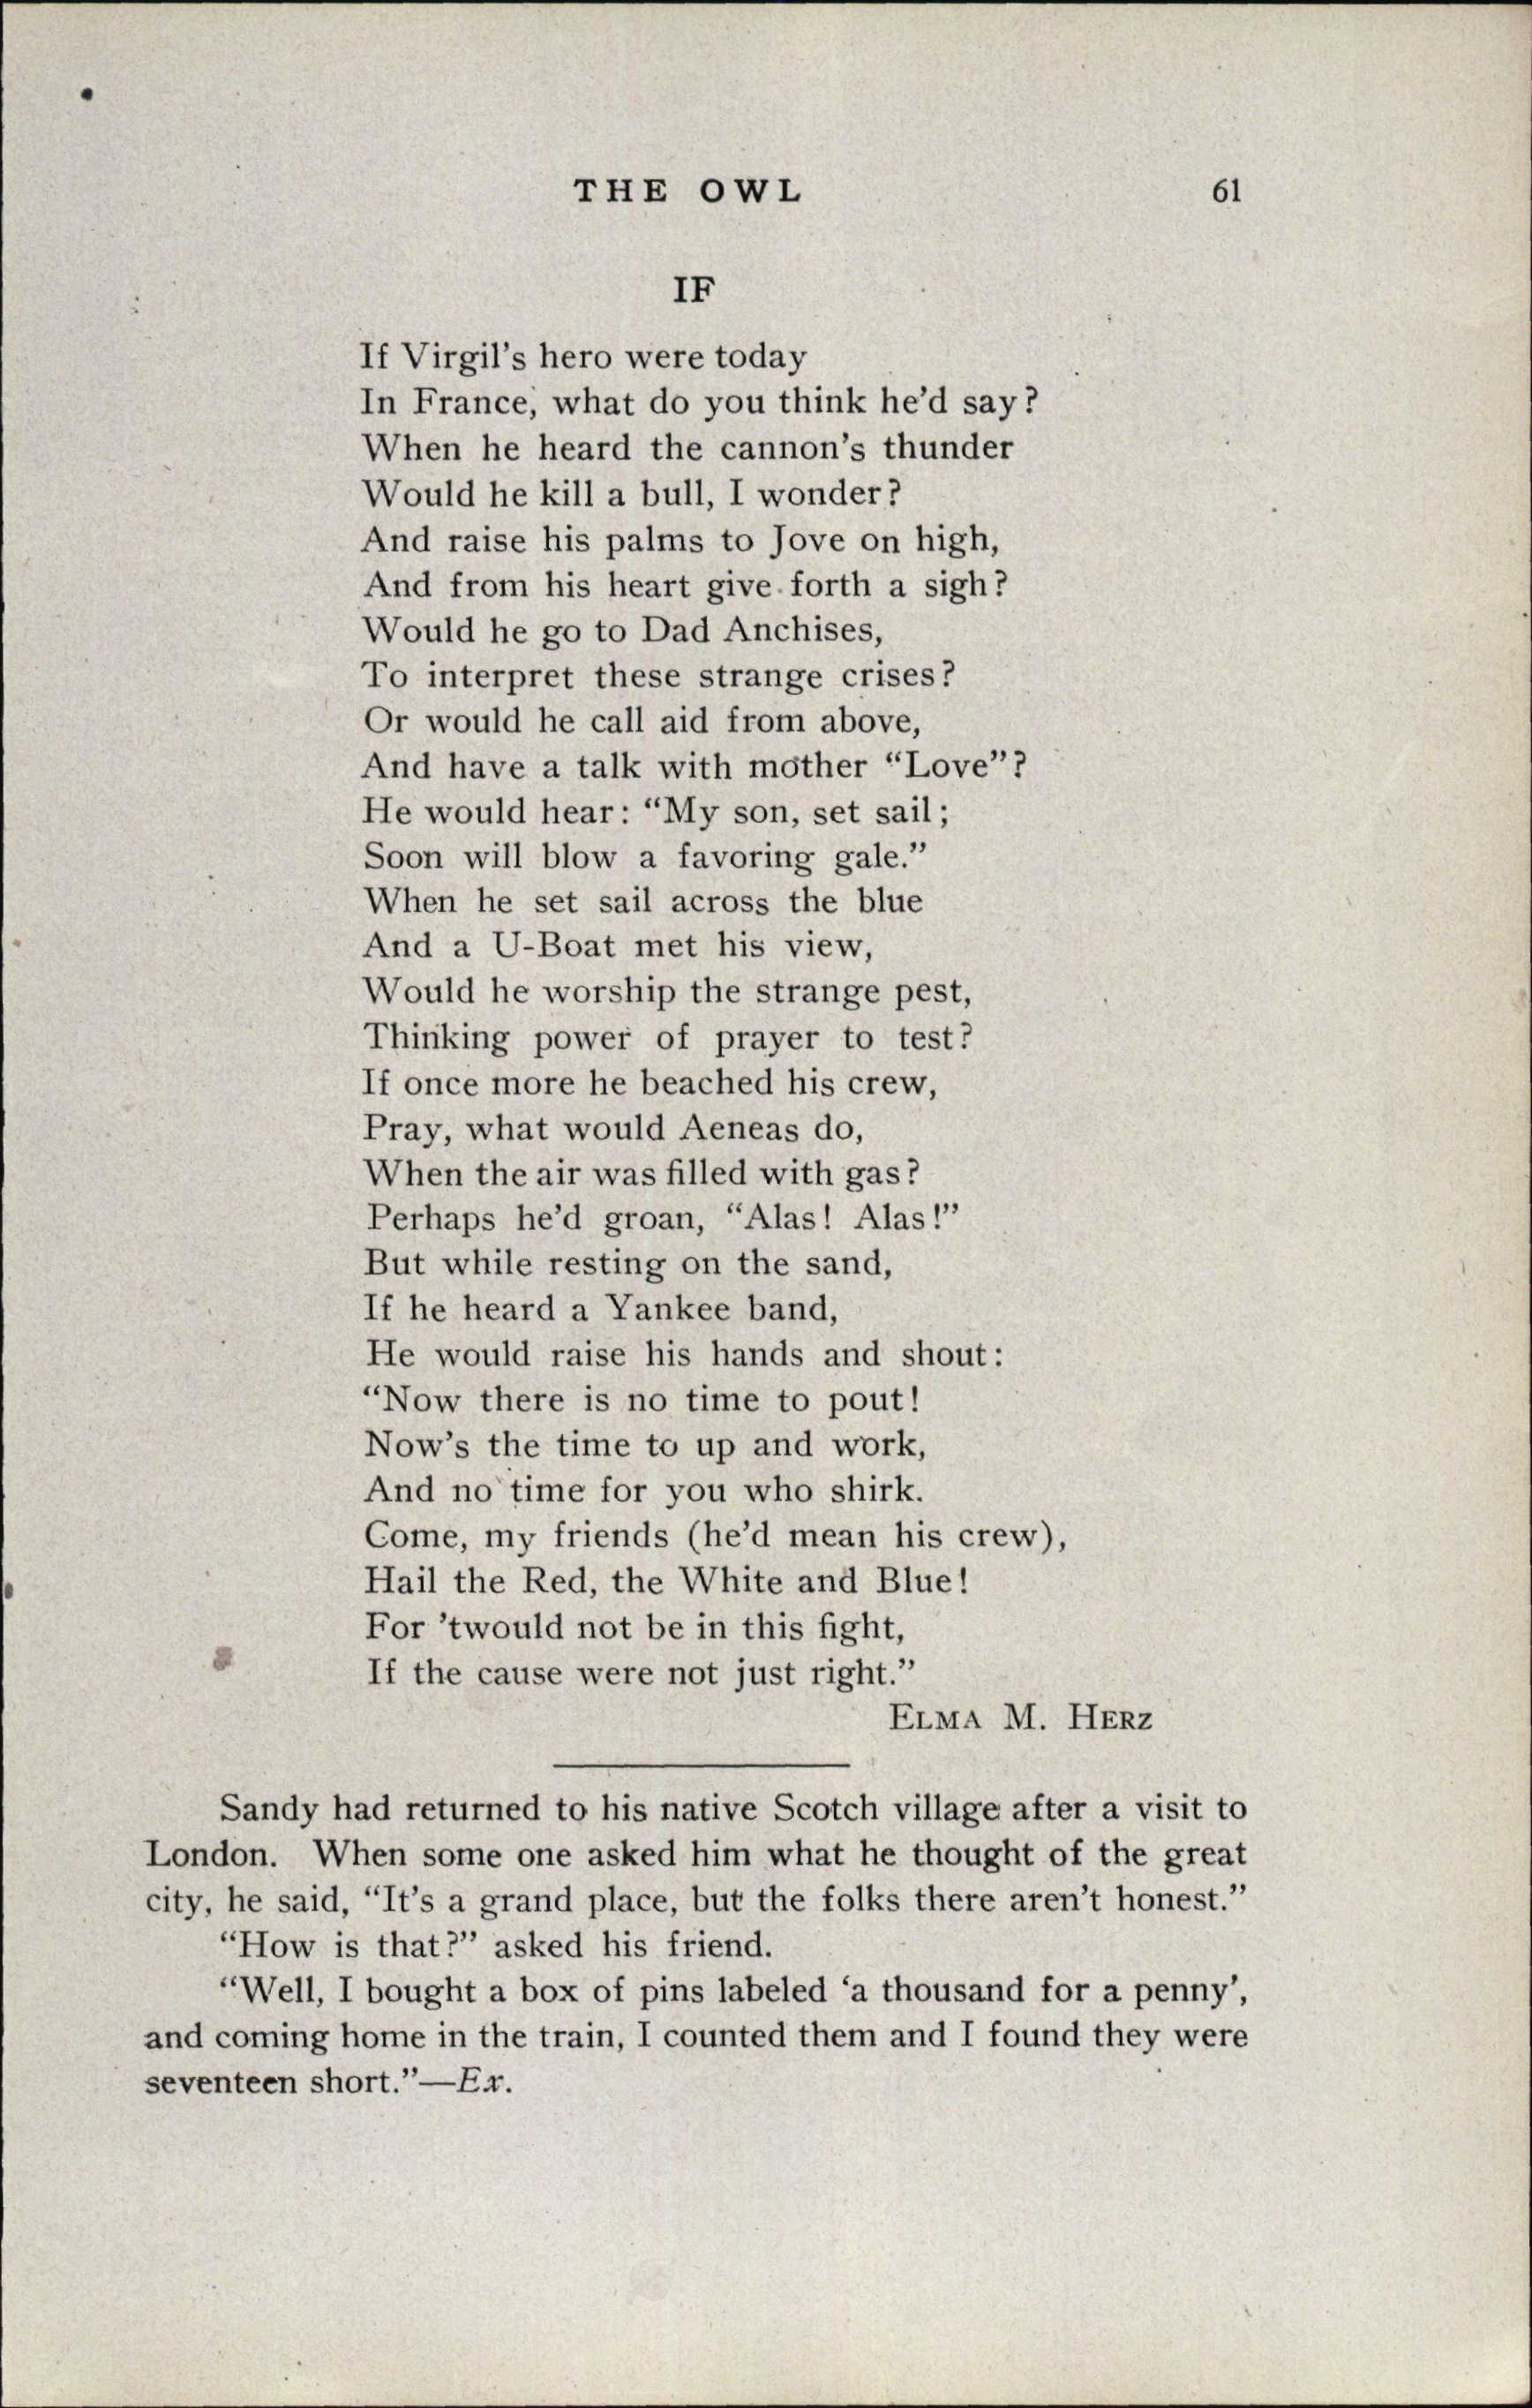 THE OWL 61
IF
If Virgil's hero were today
In France, what do you think he'd say?
When he heard the cannon's thunder
Would he kill a bull, I wonder?
And raise his palms to Jove on high,
And from his heart give forth a sigh?
Would he go to Dad Anchises,
To interpret these strange crises?
Or would he call aid from above,
And have a talk with mother “Love”?
He would hear: “My son, set sail;
Soon will blow a favoring gale.”
When he set sail across the blue
And a U-Boat met his view,
Would he worship the strange pest,
Thinking power of prayer to test?
If once more he beached his crew,
Pray, what would Aeneas do,
When the air was filled with gas?
Perhaps he'd groan, “Alas! Alas!”
But while resting on the sand,
If he heard a Yankee band,
He would raise his hands and shout:
“Now there is no time to pout!
Now's the time to up and work,
And no time for you who shirk.
Come, my friends (he'd mean his crew),
Hail the Red, the White and Blue!
For 'twould not be in this fight,
If the cause were not just right.”
ELMA M. HERZ
Sandy had returned to his native Scotch village after a visit to
London. When some one asked him what he thought of the great
city, he said, “It's a grand place, but the folks there aren't honest.”
“How is that?” asked his friend.
“Well, I bought a box of pins labeled ‘a thousand for a penny’,
and coming home in the train, I counted them and I found they were
seventeen short.”—Ex.